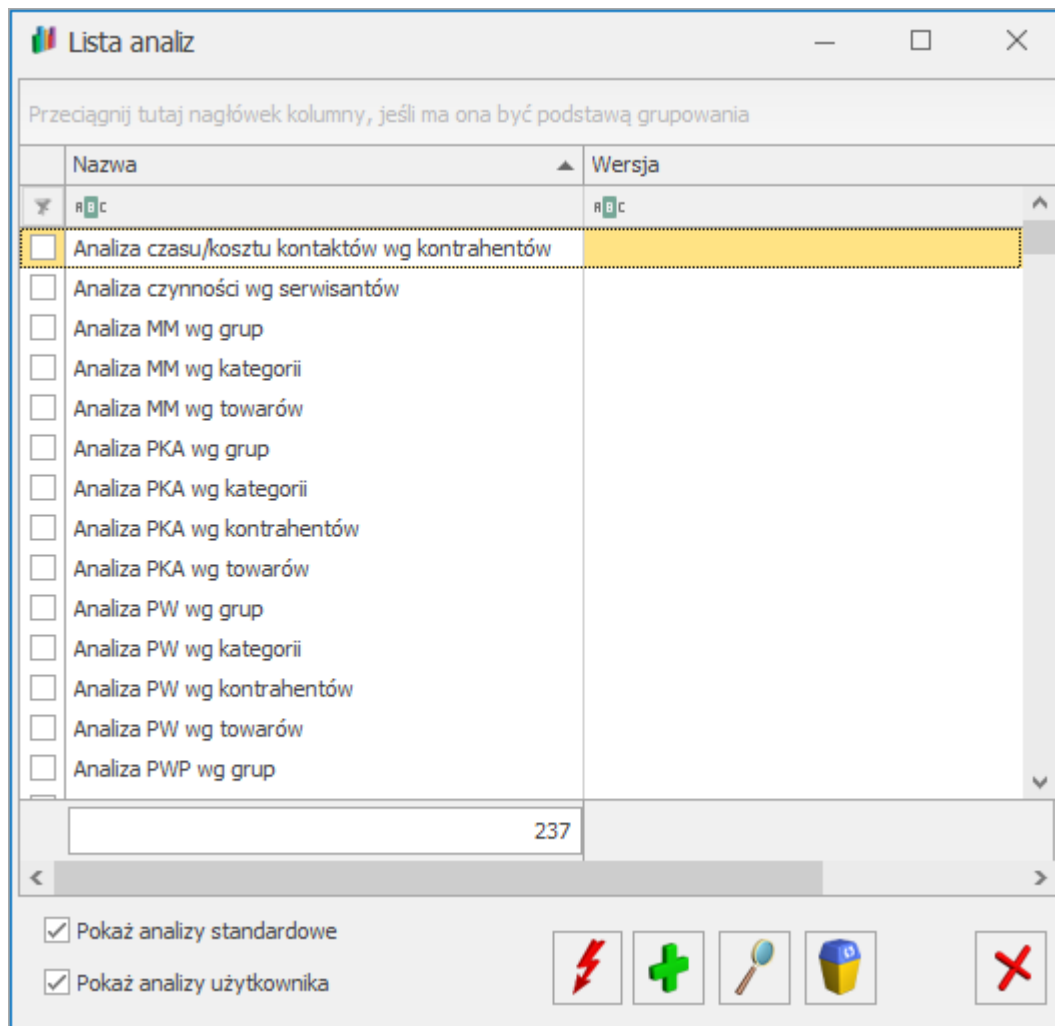 Lista analiz
Przeciągnij tutaj nagłówek kolumny, jeśli ma ona być podstawą grupowania
Nazwa Wersja
ABC ABC
Analiza czasu/kosztu kontaktów wg kontrahentów
Analiza czynności wg serwisantów
Analiza MM wg grup
Analiza MM wg kategorii
Analiza MM wg towarów
Analiza PKA wg grup
Analiza PKA wg kategorii
Analiza PKA wg kontrahentów
Analiza PKA wg towarów
Analiza PW wg grup
Analiza PW wg kategorii
Analiza PW wg kontrahentów
Analiza PW wg towarów
Analiza PWP wg grup
237
Pokaż analizy standardowe
Pokaż analizy użytkownika